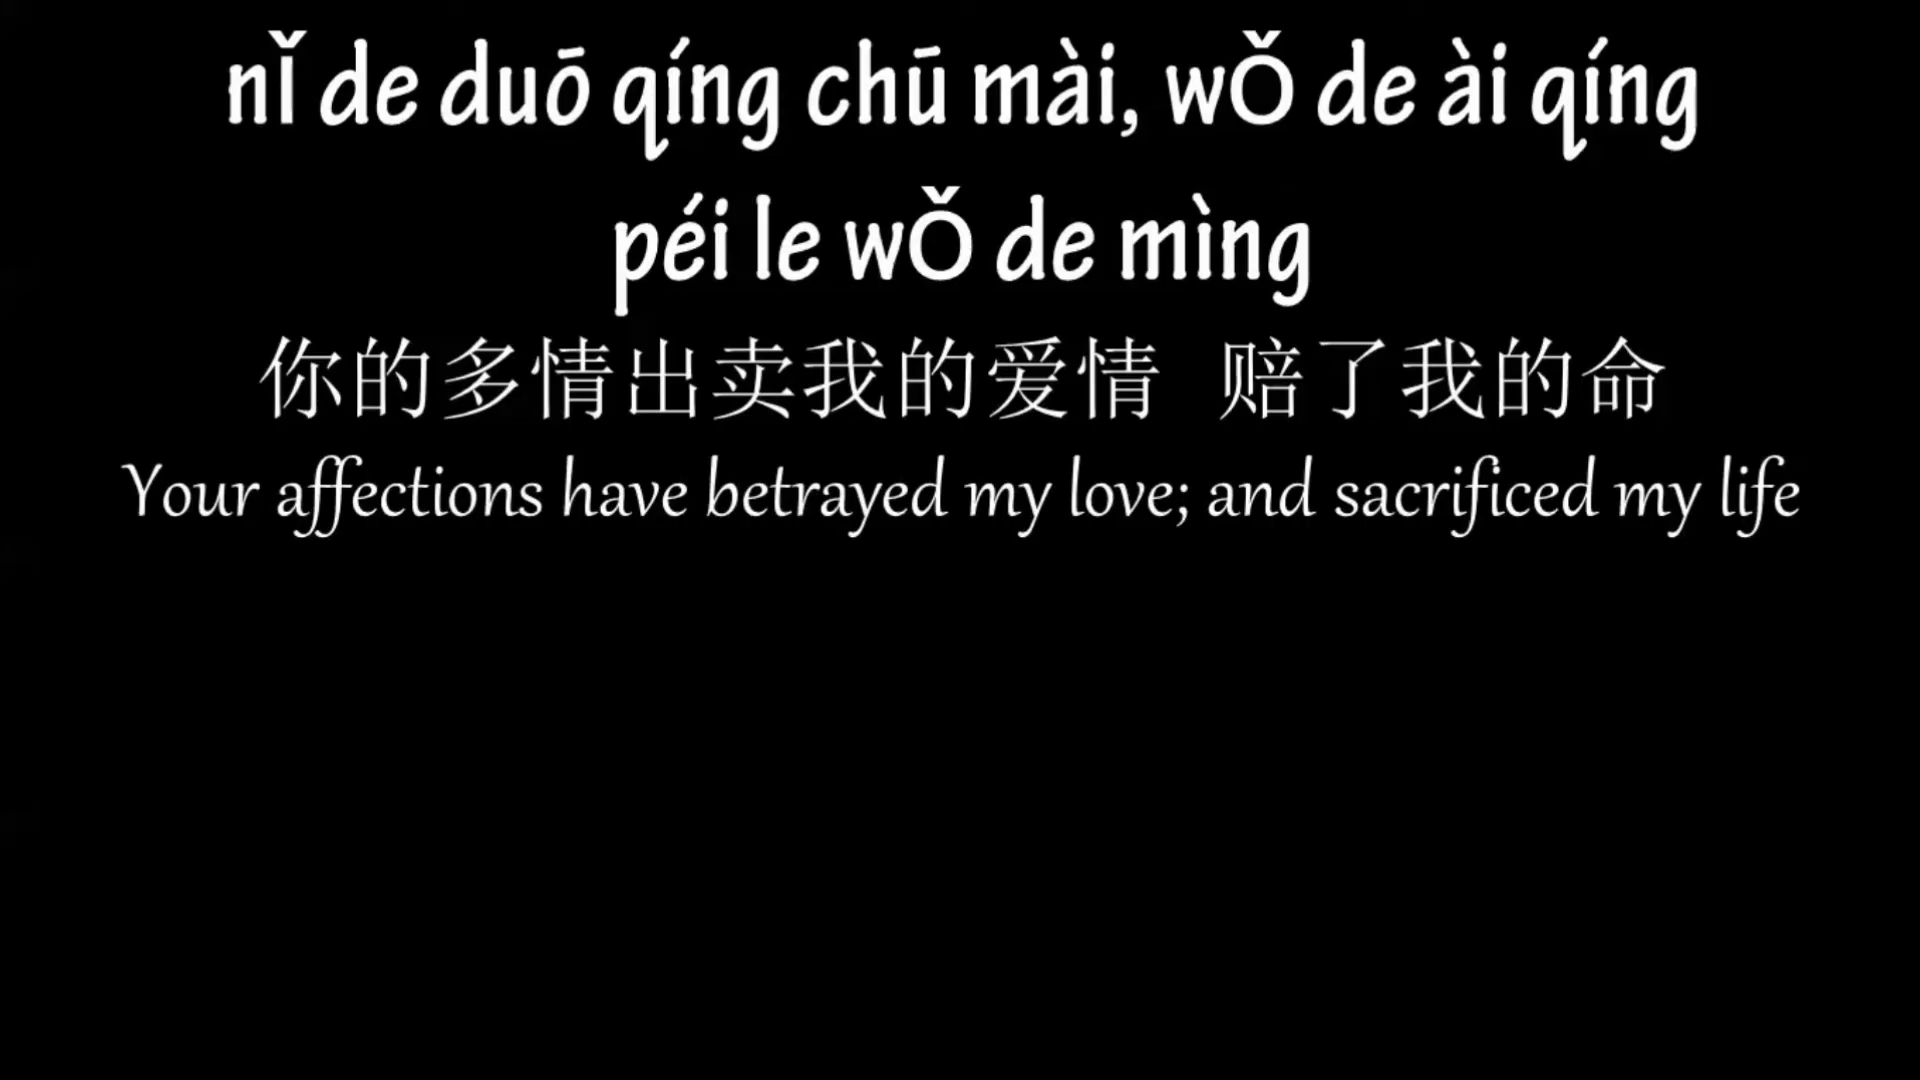 nǐ de duō qíng chū mài, wǒ de ài qíng
péi le wǒ de mìng
你的多情出卖我的爱情 赔了我的命
Your affections have betrayed my love; and sacrificed my life